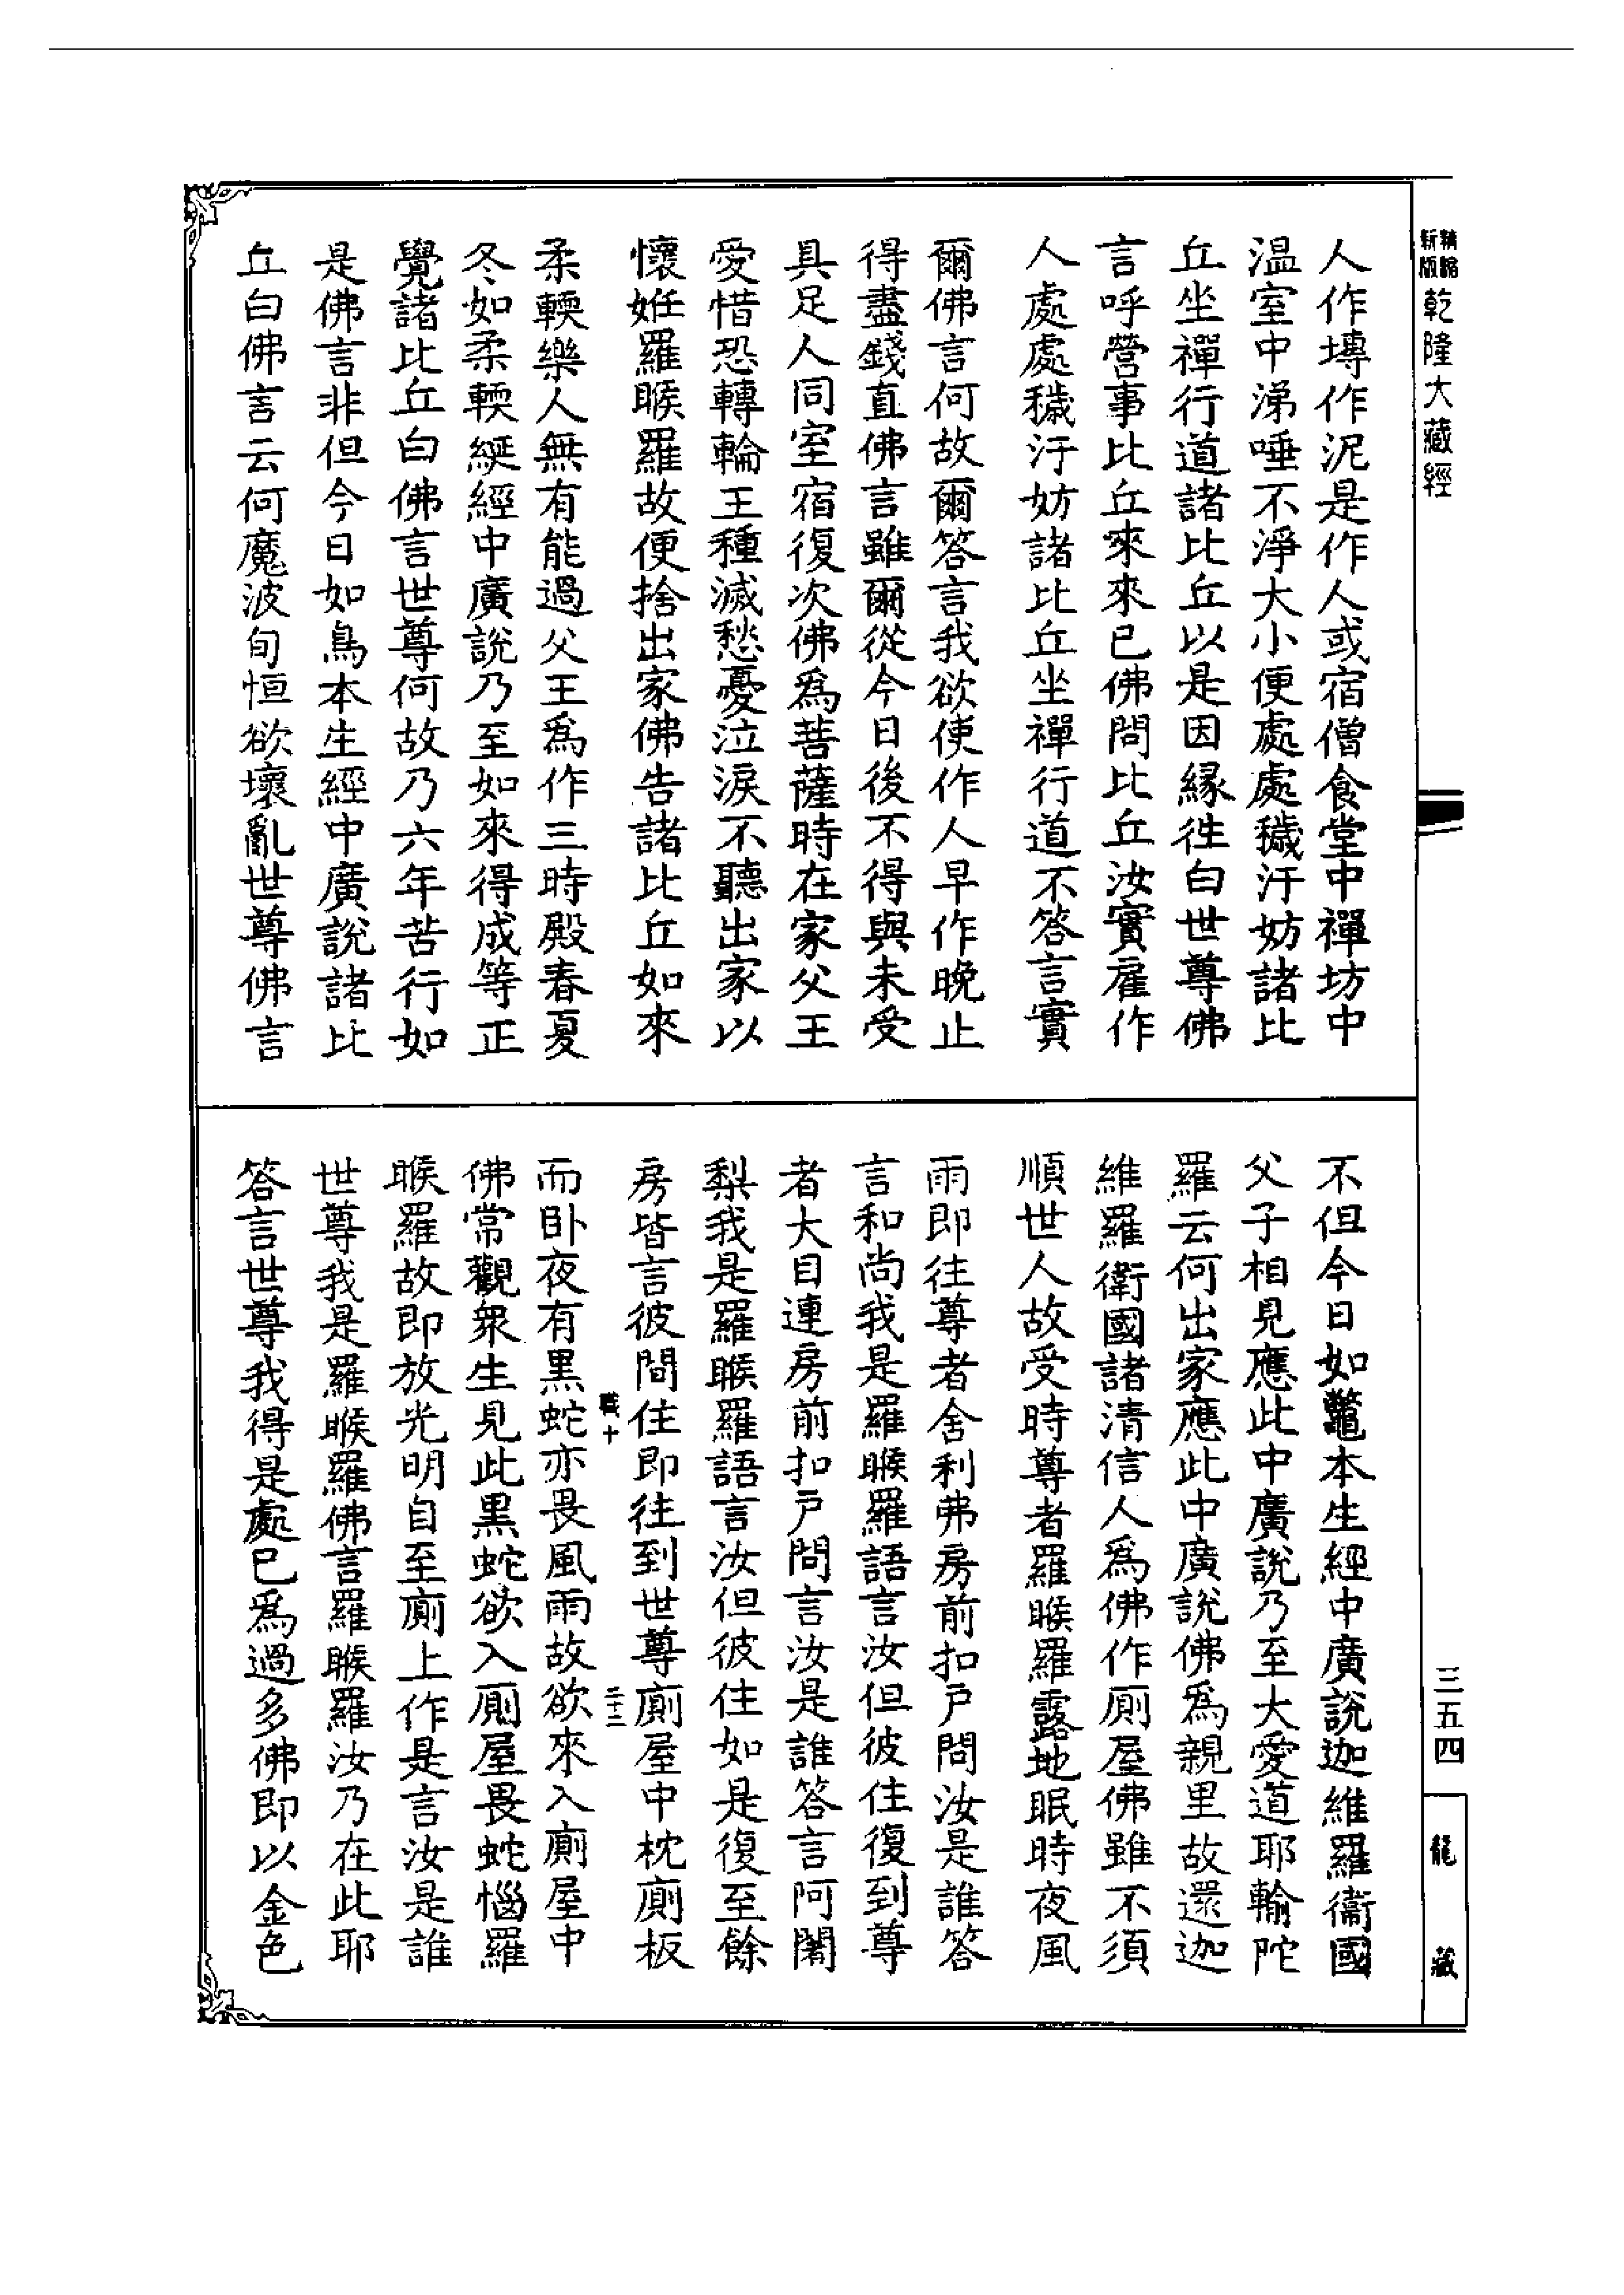 精縮
新版
乾隆大藏經
人作塼作泥是作人或宿僧食堂中禪坊中
温室中涕唾不淨大小便處處穢汙妨諸比
丘坐禪行道諸比丘以是因緣徃白世尊佛
言呼營事比丘來來已佛問比丘汝實雇作
人處處穢汙妨諸比丘坐禪行道不答言實
爾佛言何故爾答言我欲使作人早作晚止
得盡錢直佛言雖爾從今日後不得與未受
具足人同室宿復次佛爲菩薩時在家父王
愛惜恐轉輪王種滅愁憂泣淚不聽出家以
懷妊羅睺羅故便捨出家佛告諸比丘如來
柔輭樂人無有能過父王爲作三時殿春夏
冬如柔輭綖經中廣說乃至如來得成等正
覺諸比丘白佛言世尊何故乃六年苦行如
是佛言非但今日如鳥本生經中廣說諸比
丘白佛言云何魔波旬恒欲壞亂世尊佛言
不但今日如鼈本生經中廣說迦維羅衞國
父子相見應此中廣說乃至大愛道耶輸陀
羅云何出家應此中廣說佛爲親里故還迦
維羅衛國諸清信人爲佛作廁屋佛雖不須
順世人故受時尊者羅睺羅露地眠時夜風
雨即往尊者舍利弗房前扣戶問汝是誰答
言和尚我是羅睺羅語言汝但彼住復到尊
者大目連房前扣戶問言汝是誰答言阿闍
梨我是羅睺羅語言汝但彼住如是復至餘
房皆言彼間住即往到世尊廁屋中枕廁板
職十
二十二
而卧夜有黑蛇亦畏風雨故欲來入廁屋中
佛常觀衆生見此黑蛇欲入廁屋畏蛇惱羅
睺羅故即放光明自至廁上作是言汝是誰
世尊我是羅睺羅佛言羅睺羅汝乃在此耶
答言世尊我得是處已爲過多佛即以金色
三五四
龍藏